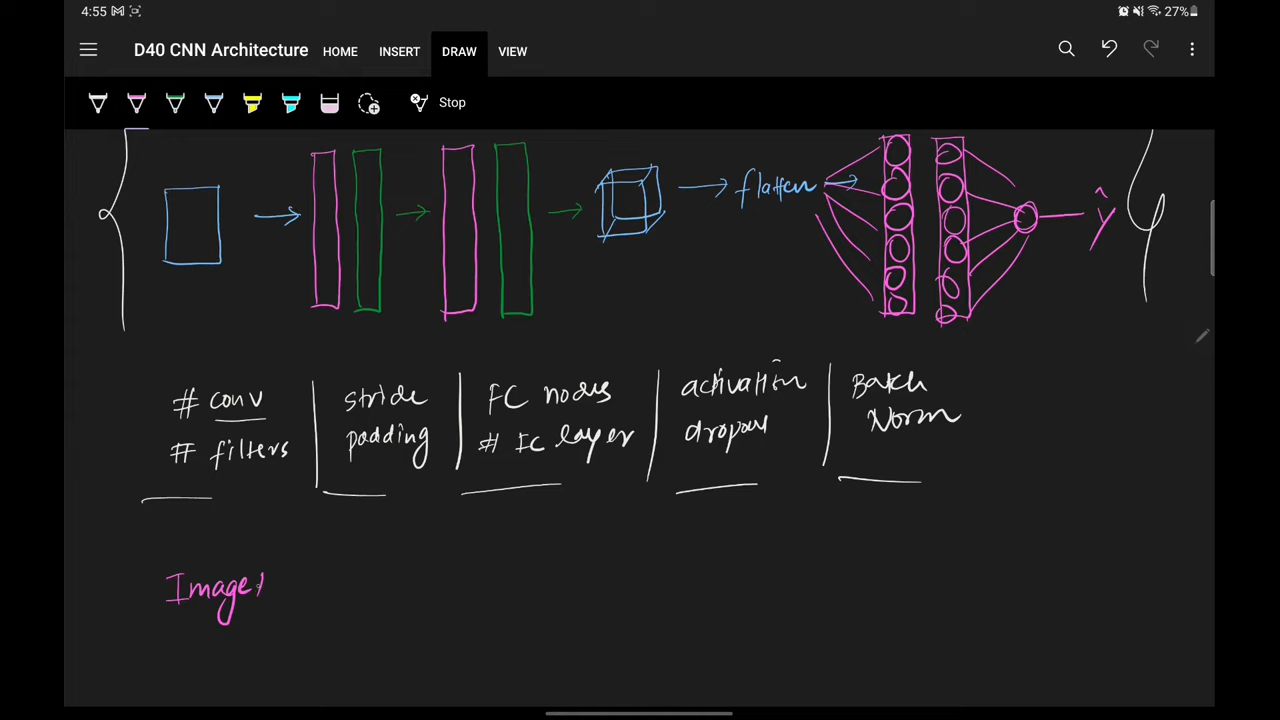 4:55
27%
D40 CNN Architecture HOME INSERT DRAW VIEW
Stop
flatten
ŷ
# conv
# filters
stride
padding
FC nodes
# FC layer
activation
dropout
Batch
Norm
Image